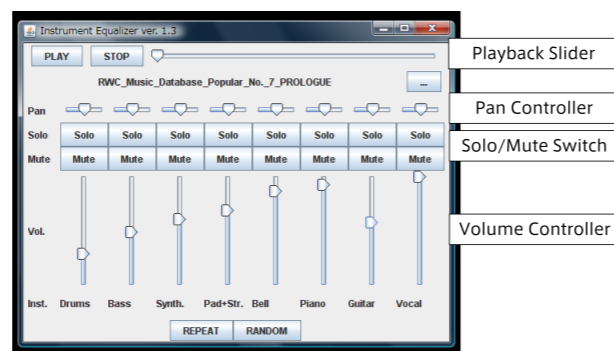 Instrument Equalizer ver. 1.3
PLAY STOP
Playback Slider
RWC_Music_Database_Popular_No._7_PROLOGUE ...
Pan
Pan Controller
Solo Solo Solo Solo Solo Solo Solo Solo Solo
Solo/Mute Switch
Mute Mute Mute Mute Mute Mute Mute Mute Mute
Vol.
Volume Controller
Inst. Drums Bass Synth. Pad+Str. Bell Piano Guitar Vocal
REPEAT RANDOM